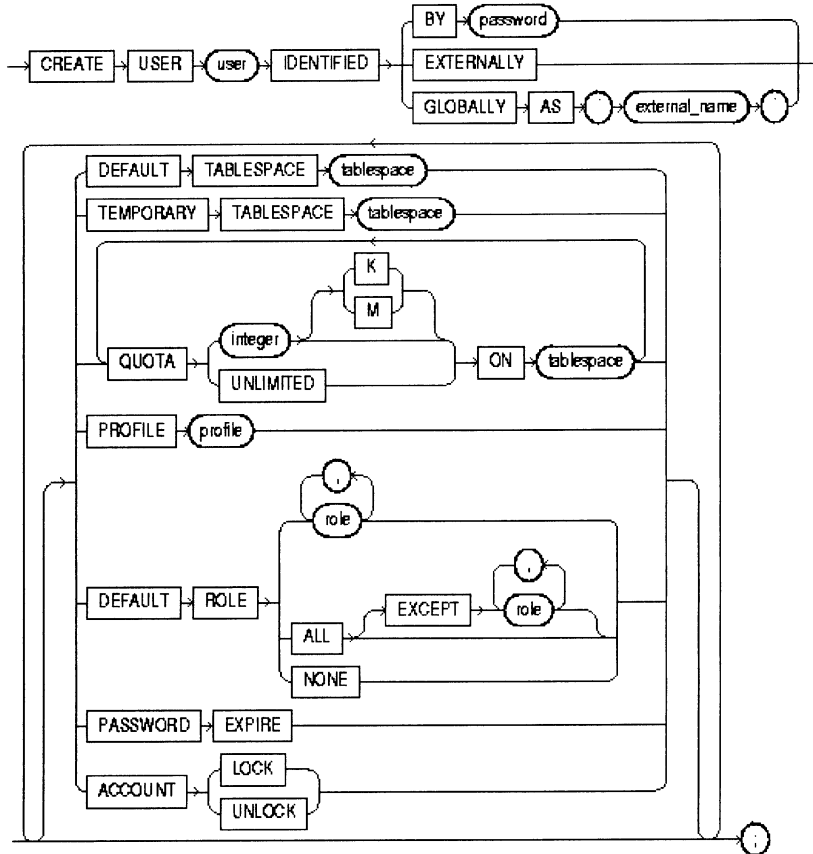 BY password
CREATE USER user IDENTIFIED EXTERNALLY
GLOBALLY AS ' external_name '
DEFAULT TABLESPACE tablespace
TEMPORARY TABLESPACE tablespace
K
M
integer
QUOTA ON tablespace
UNLIMITED
PROFILE profile
,
role
,
EXCEPT role
DEFAULT ROLE
ALL
NONE
PASSWORD EXPIRE
LOCK
ACCOUNT
UNLOCK
;